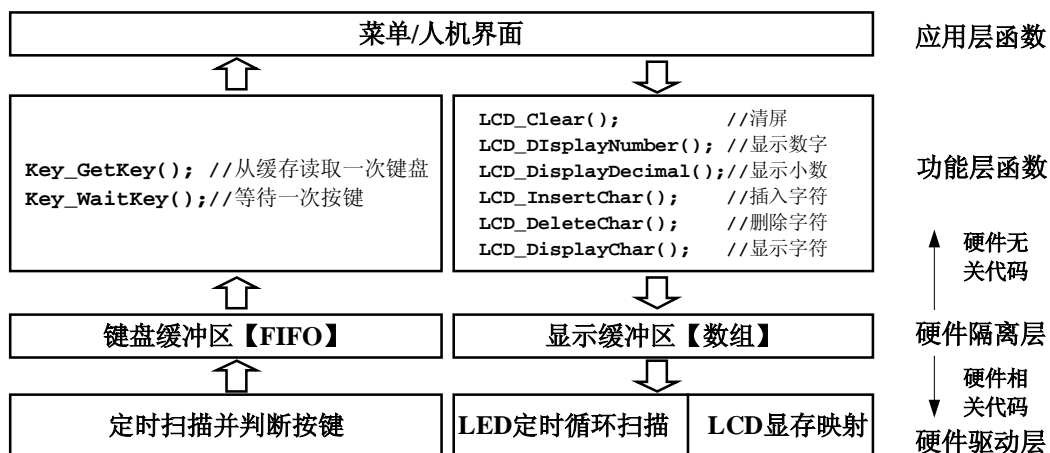 菜单/人机界面
应用层函数
Key_GetKey(); //从缓存读取一次键盘
Key_WaitKey();//等待一次按键
LCD_Clear(); //清屏
LCD_DIsplayNumber(); //显示数字
LCD_DisplayDecimal();//显示小数
LCD_InsertChar(); //插入字符
LCD_DeleteChar(); //删除字符
LCD_DisplayChar(); //显示字符
功能层函数
硬件无
关代码
键盘缓冲区【FIFO】
显示缓冲区【数组】
硬件隔离层
硬件相
关代码
定时扫描并判断按键
LED定时循环扫描
LCD显存映射
硬件驱动层